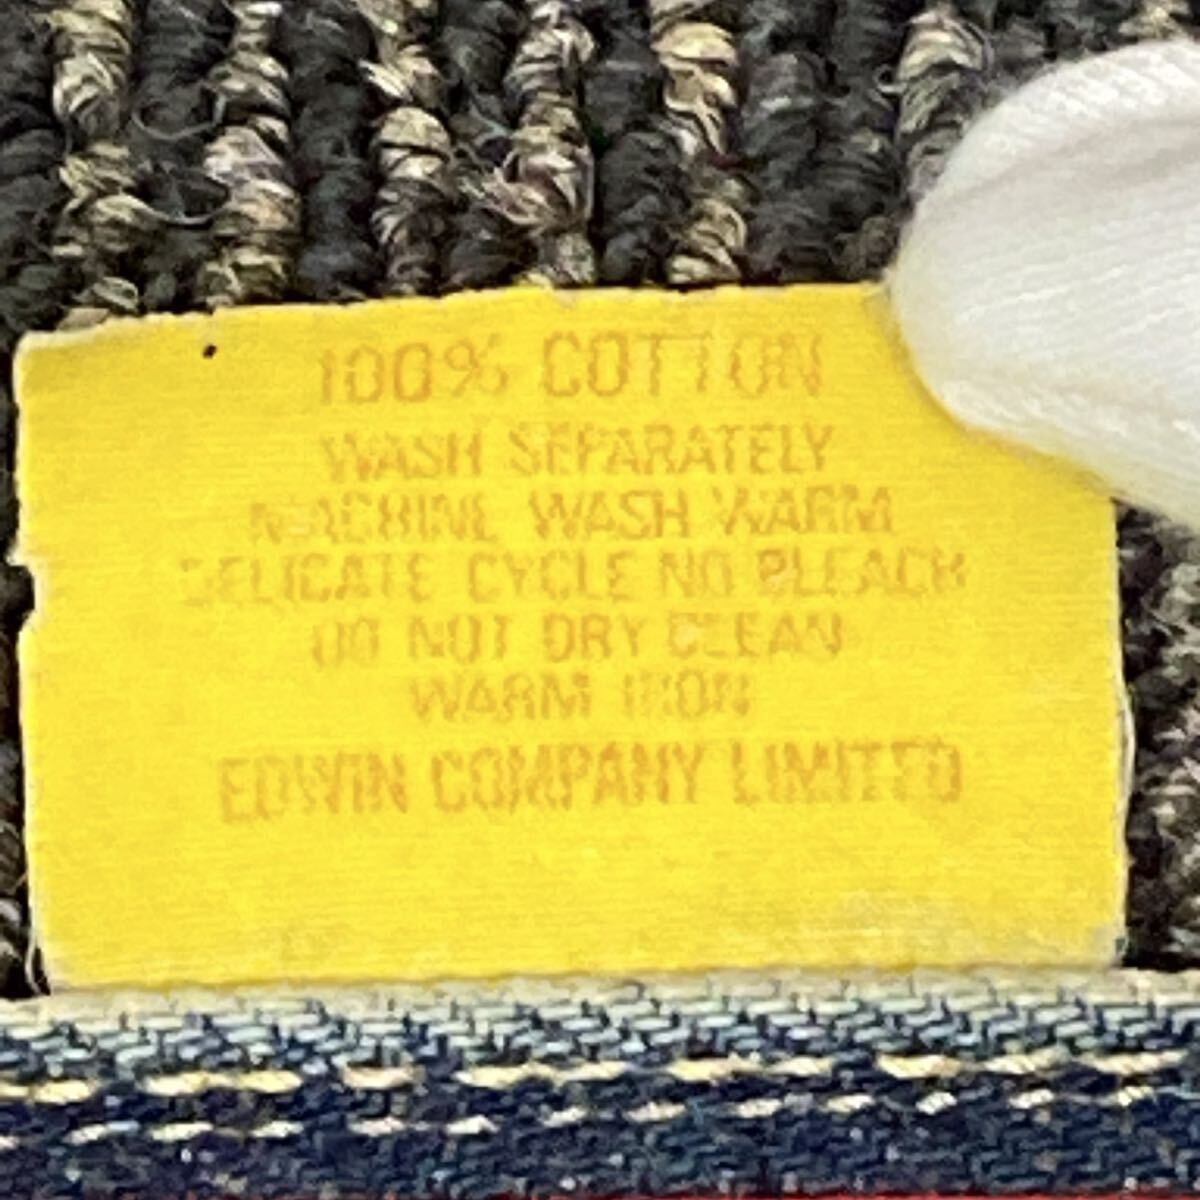 100% COTTON
WASH SEPARATELY
MACHINE WASH WARM
DELICATE CYCLE NO BLEACH
DO NOT DRY CLEAN
WARM IRON
EDWIN COMPANY LIMITED